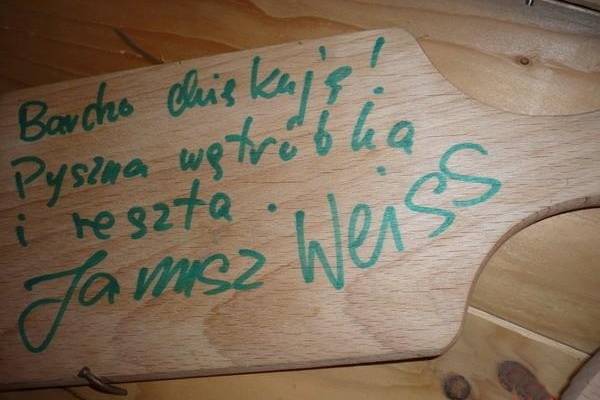 Bardzo dziękuję!
Pyszna wątróbka
i reszta.
Janusz Weiss